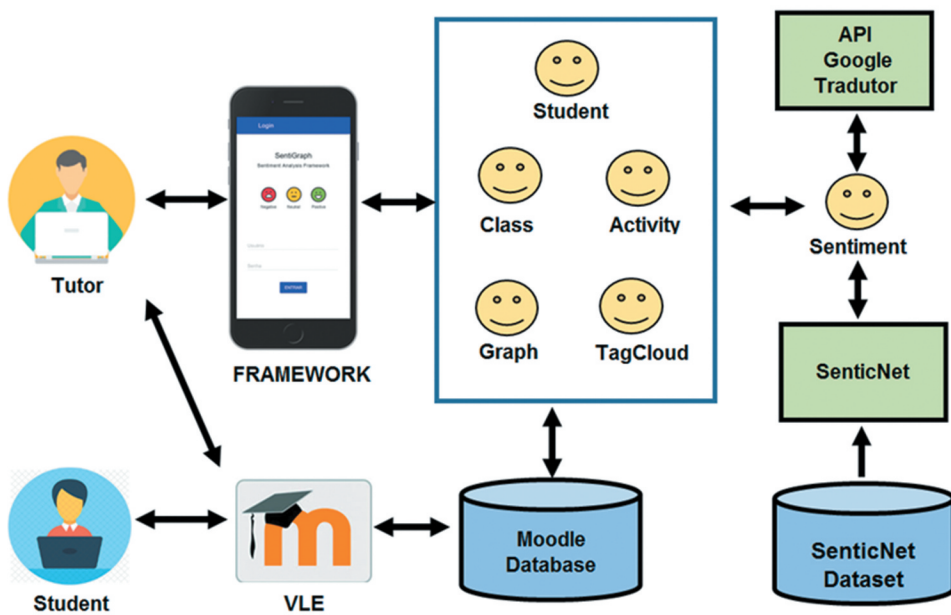 API
Google
Tradutor
Student
Login
SentiGraph
Sentiment Analysis Framework
Negative
Neutral
Positive
Class
Activity
Sentiment
Tutor
Usuário
Senha
ENTRAR
Graph
TagCloud
FRAMEWORK
SenticNet
m
Moodle
Database
SenticNet
Dataset
Student
VLE